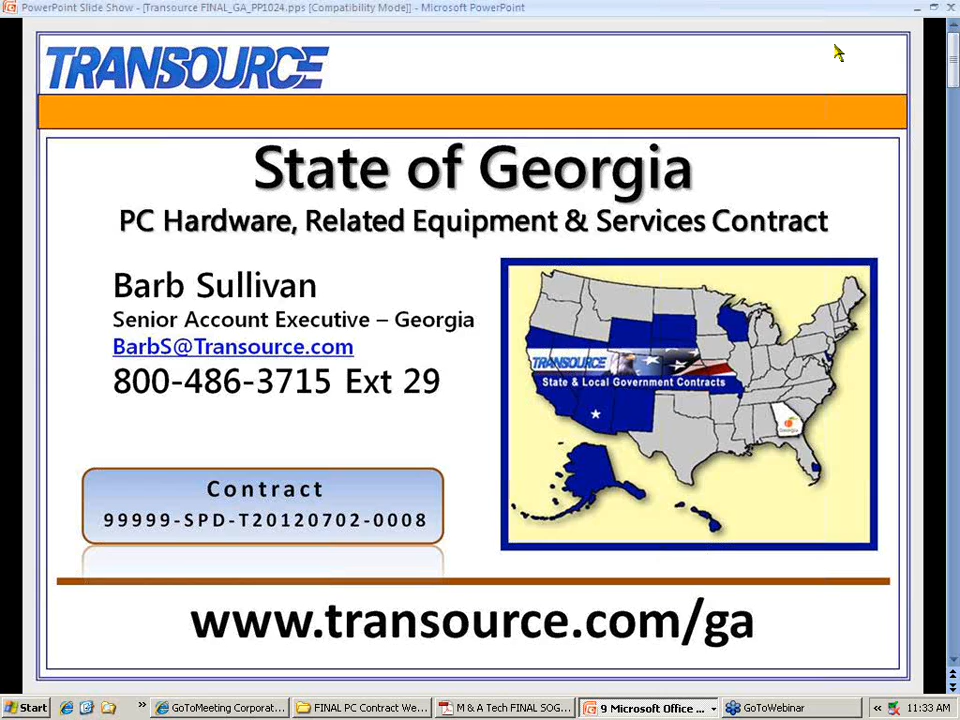 PowerPoint Slide Show - [Transource FINAL_GA_PP1024.pps [Compatibility Mode]] - Microsoft PowerPoint
TRANSOURCE
State of Georgia
PC Hardware, Related Equipment & Services Contract
Barb Sullivan
Senior Account Executive – Georgia
BarbS@Transource.com
800-486-3715 Ext 29
TRANSOURCE
State & Local Government Contracts
Georgia
Contract
99999-SPD-T20120702-0008
www.transource.com/ga
Start
GoToMeeting Corporat...
FINAL PC Contract We...
M & A Tech FINAL SOG...
9 Microsoft Office ...
GoToWebinar
11:33 AM